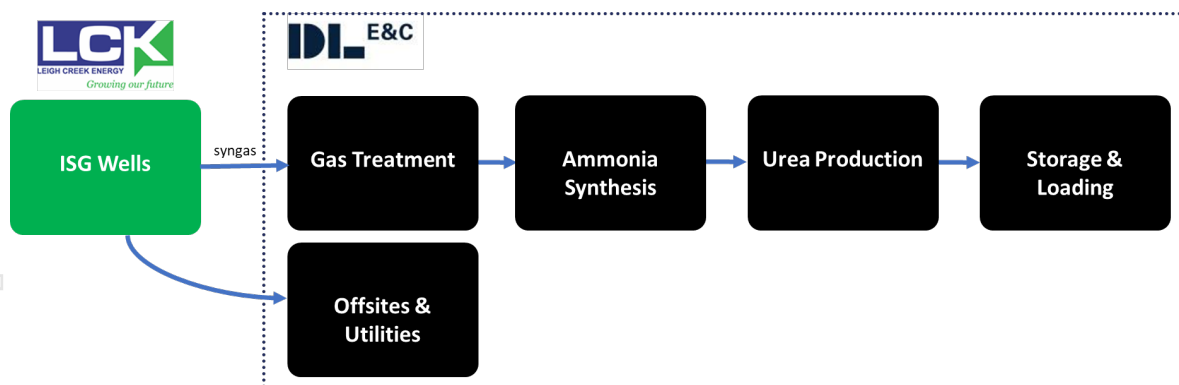 LCK
LEIGH CREEK ENERGY
Growing our future
DL E&C
ISG Wells
syngas
Gas Treatment
Ammonia
Synthesis
Urea Production
Storage &
Loading
Offsites &
Utilities